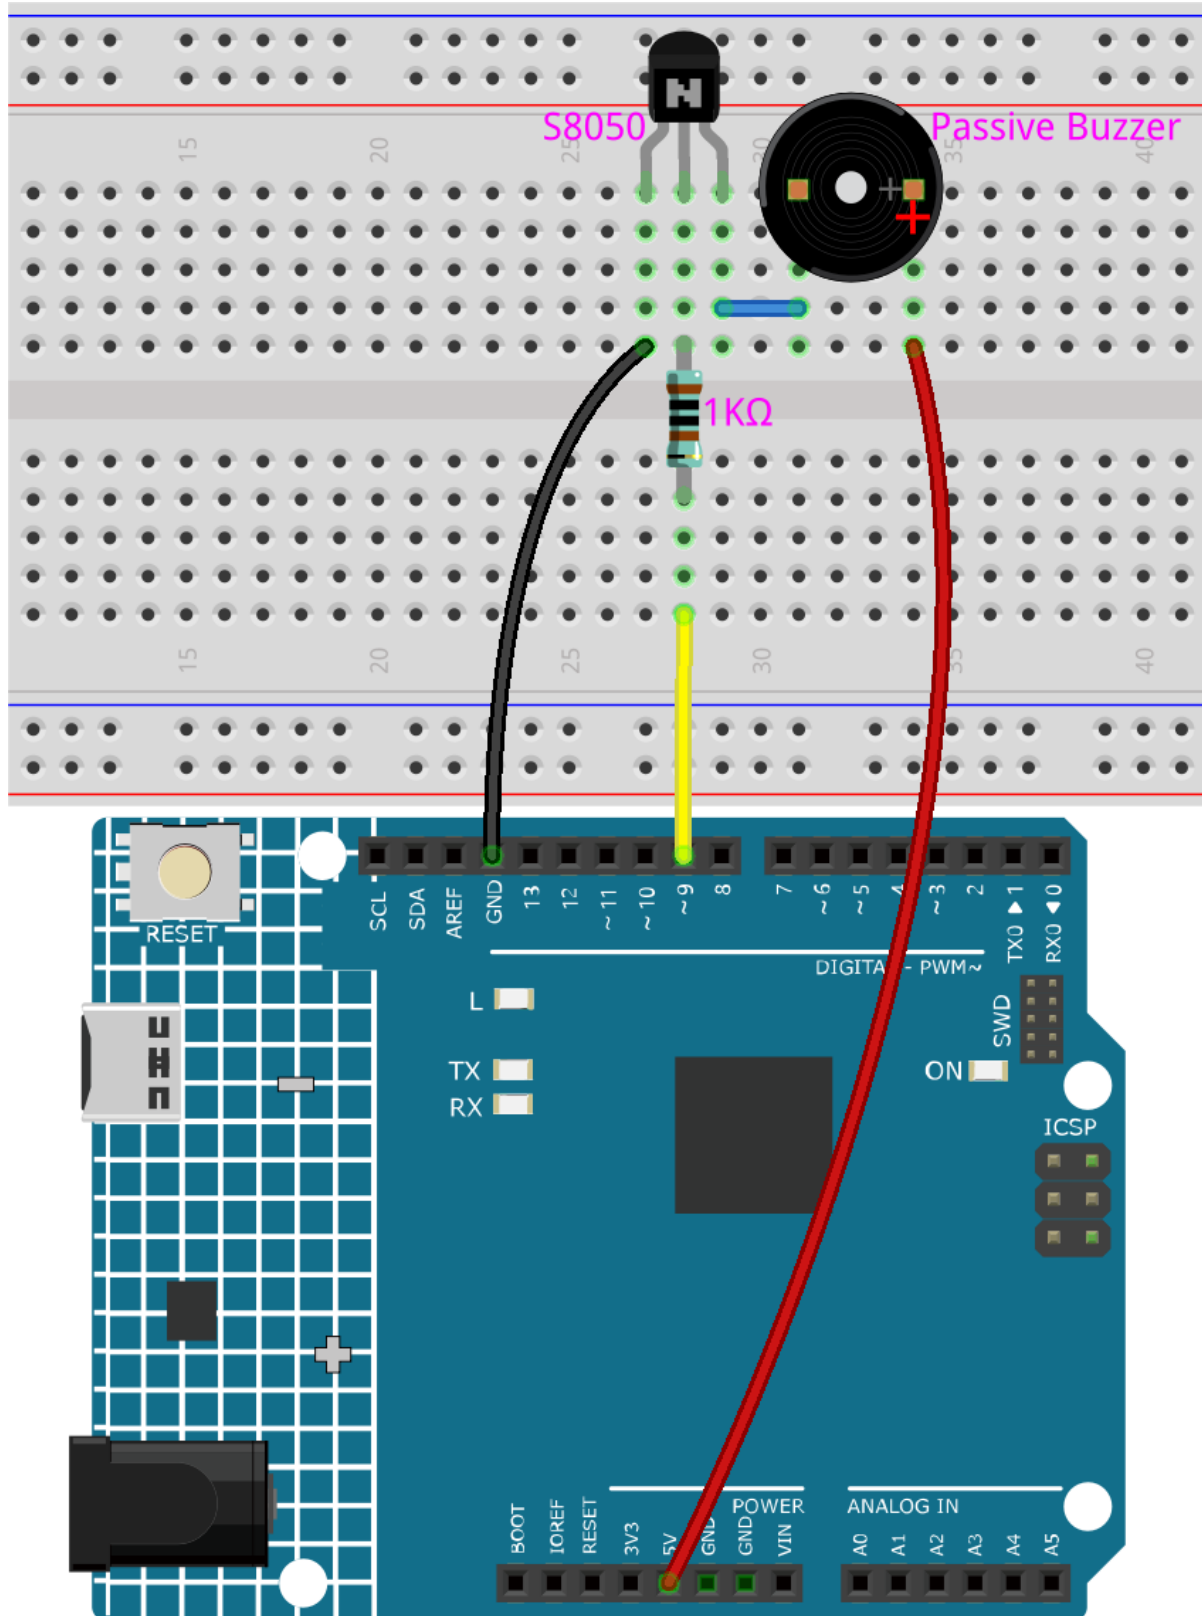 S8050
Passive Buzzer
15
20
25
30
35
40
N
1KΩ
15
20
25
30
35
40
RESET
SCL
SDA
AREF
GND
13
12
~11
~10
~9
8
7
~6
~5
4
~3
2
TX0▶1
RX0◀0
DIGITAL - PWM~
L
TX
RX
SWD
ON
ICSP
POWER
ANALOG IN
BOOT
IOREF
RESET
3V3
5V
GND
GND
VIN
A0
A1
A2
A3
A4
A5